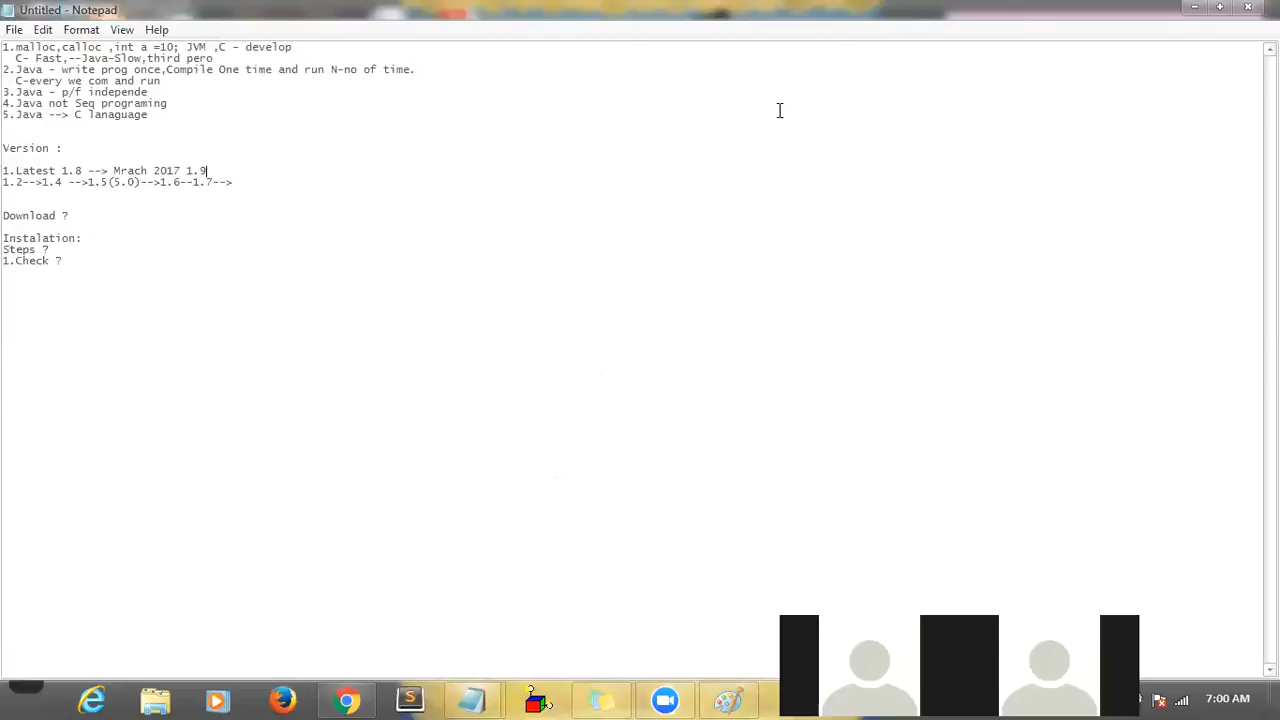 Untitled - Notepad
File Edit Format View Help
1.malloc,calloc ,int a =10; JVM ,C - develop
C- Fast,--Java-Slow,third pero
2.Java - write prog once,Compile One time and run N-no of time.
C-every we com and run
3.Java - p/f independe
4.Java not Seq programing
5.Java --> C lanaguage
Version :
1.Latest 1.8 --> Mrach 2017 1.9
1.2-->1.4 -->1.5(5.0)-->1.6--1.7-->
Download ?
Instalation:
Steps ?
1.Check ?
7:00 AM